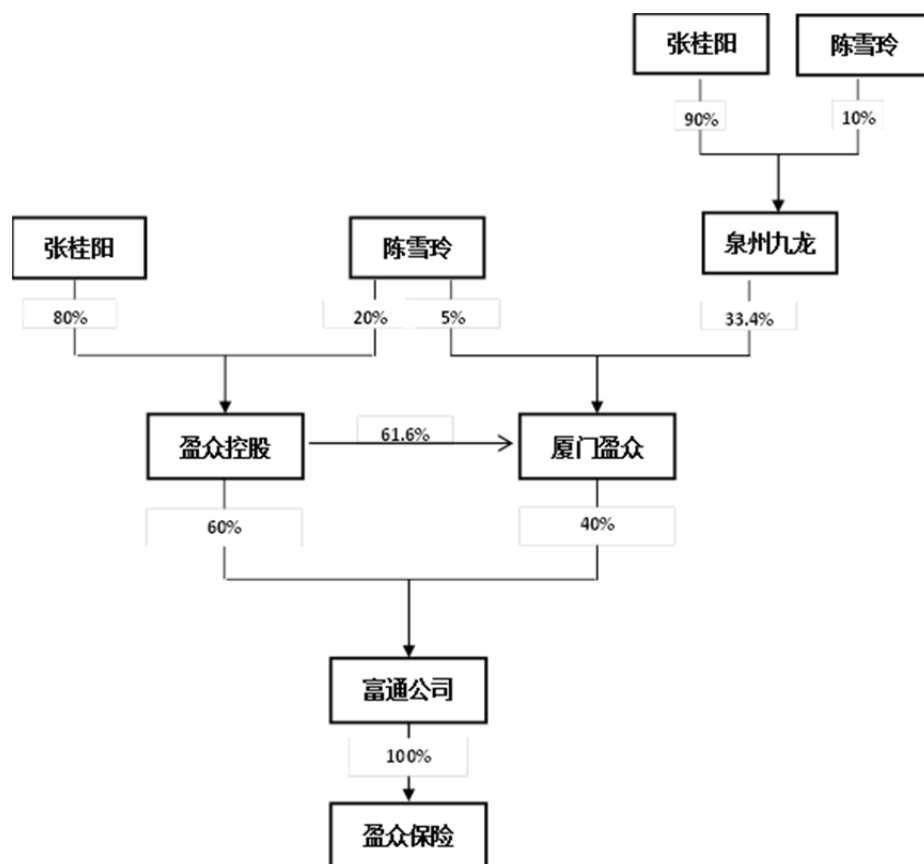 张桂阳
陈雪玲
90%
10%
泉州九龙
张桂阳
陈雪玲
80%
20%
5%
33.4%
盈众控股
61.6%
厦门盈众
60%
40%
富通公司
100%
盈众保险